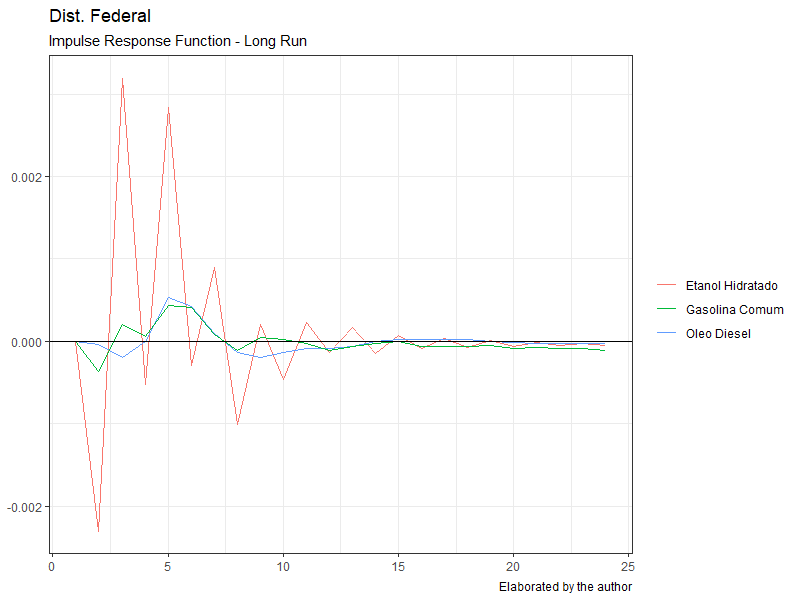 Dist. Federal
Impulse Response Function - Long Run
0.002
0.000
-0.002
0
5
10
15
20
25
Etanol Hidratado
Gasolina Comum
Oleo Diesel
Elaborated by the author